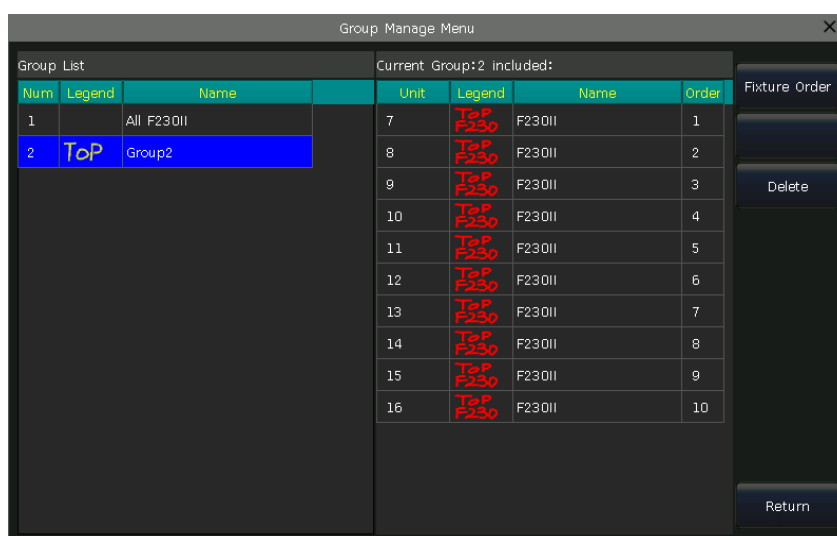 Group Manage Menu ×
Group List
Num Legend Name
1 All F230II
2 ToP Group2
Current Group:2 included:
Unit Legend Name Order
7 ToP F230 F230II 1
8 ToP F230 F230II 2
9 ToP F230 F230II 3
10 ToP F230 F230II 4
11 ToP F230 F230II 5
12 ToP F230 F230II 6
13 ToP F230 F230II 7
14 ToP F230 F230II 8
15 ToP F230 F230II 9
16 ToP F230 F230II 10
Fixture Order
Delete
Return